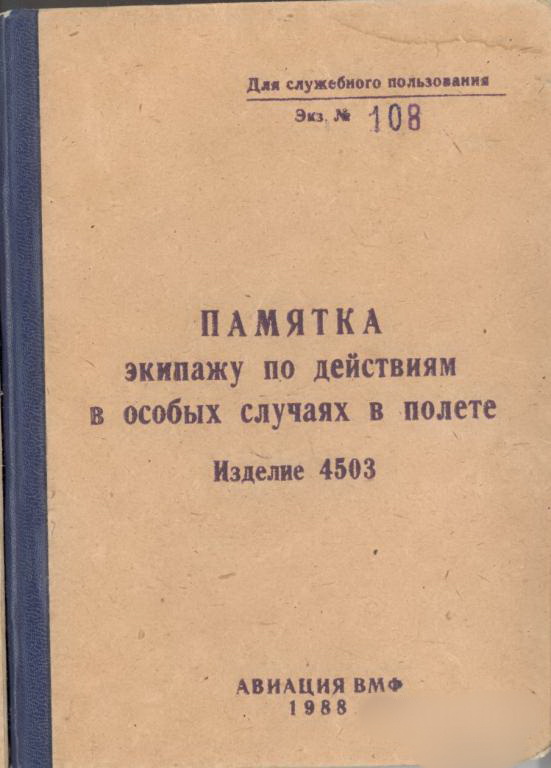 Для служебного пользования
Экз. № 108
ПАМЯТКА
экипажу по действиям
в особых случаях в полете
Изделие 4503
АВИАЦИЯ ВМФ
1988